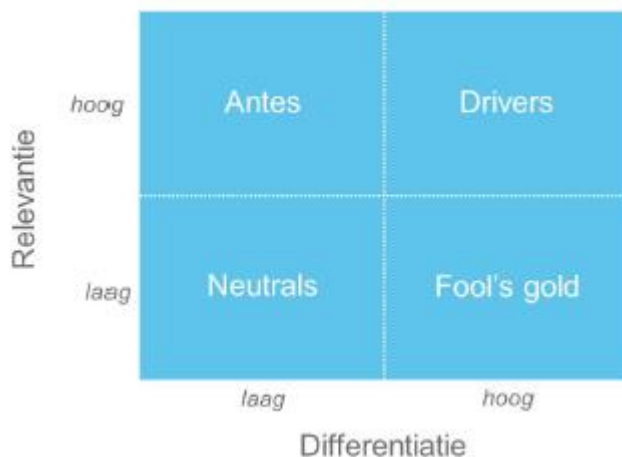 hoog
Antes
Drivers
Relevantie
laag
Neutrals
Fool's gold
laag
hoog
Differentiatie